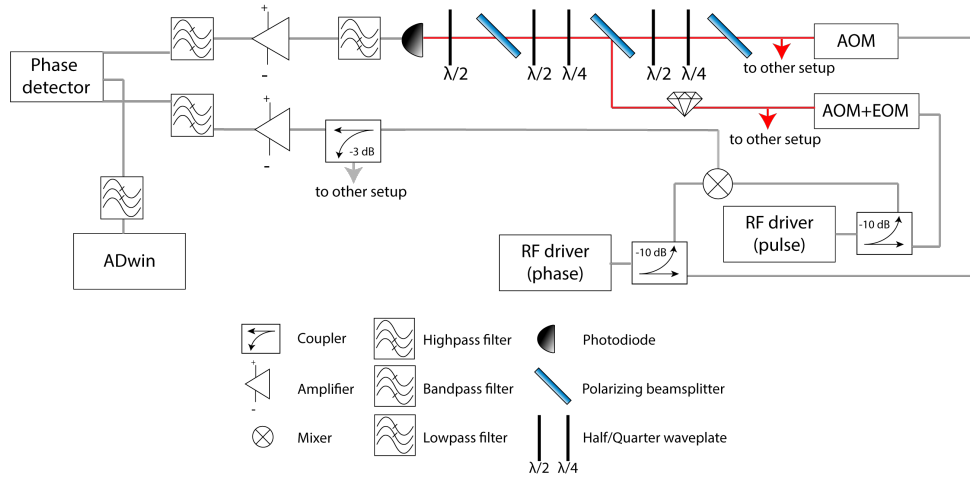 +
-
λ/2
λ/2
λ/4
λ/2
λ/4
AOM
to other setup
Phase
detector
+
-
-3 dB
to other setup
AOM+EOM
to other setup
ADwin
RF driver
(phase)
-10 dB
RF driver
(pulse)
-10 dB
Coupler
Highpass filter
Photodiode
+
-
Amplifier
Bandpass filter
Polarizing beamsplitter
Mixer
Lowpass filter
Half/Quarter waveplate
λ/2 λ/4